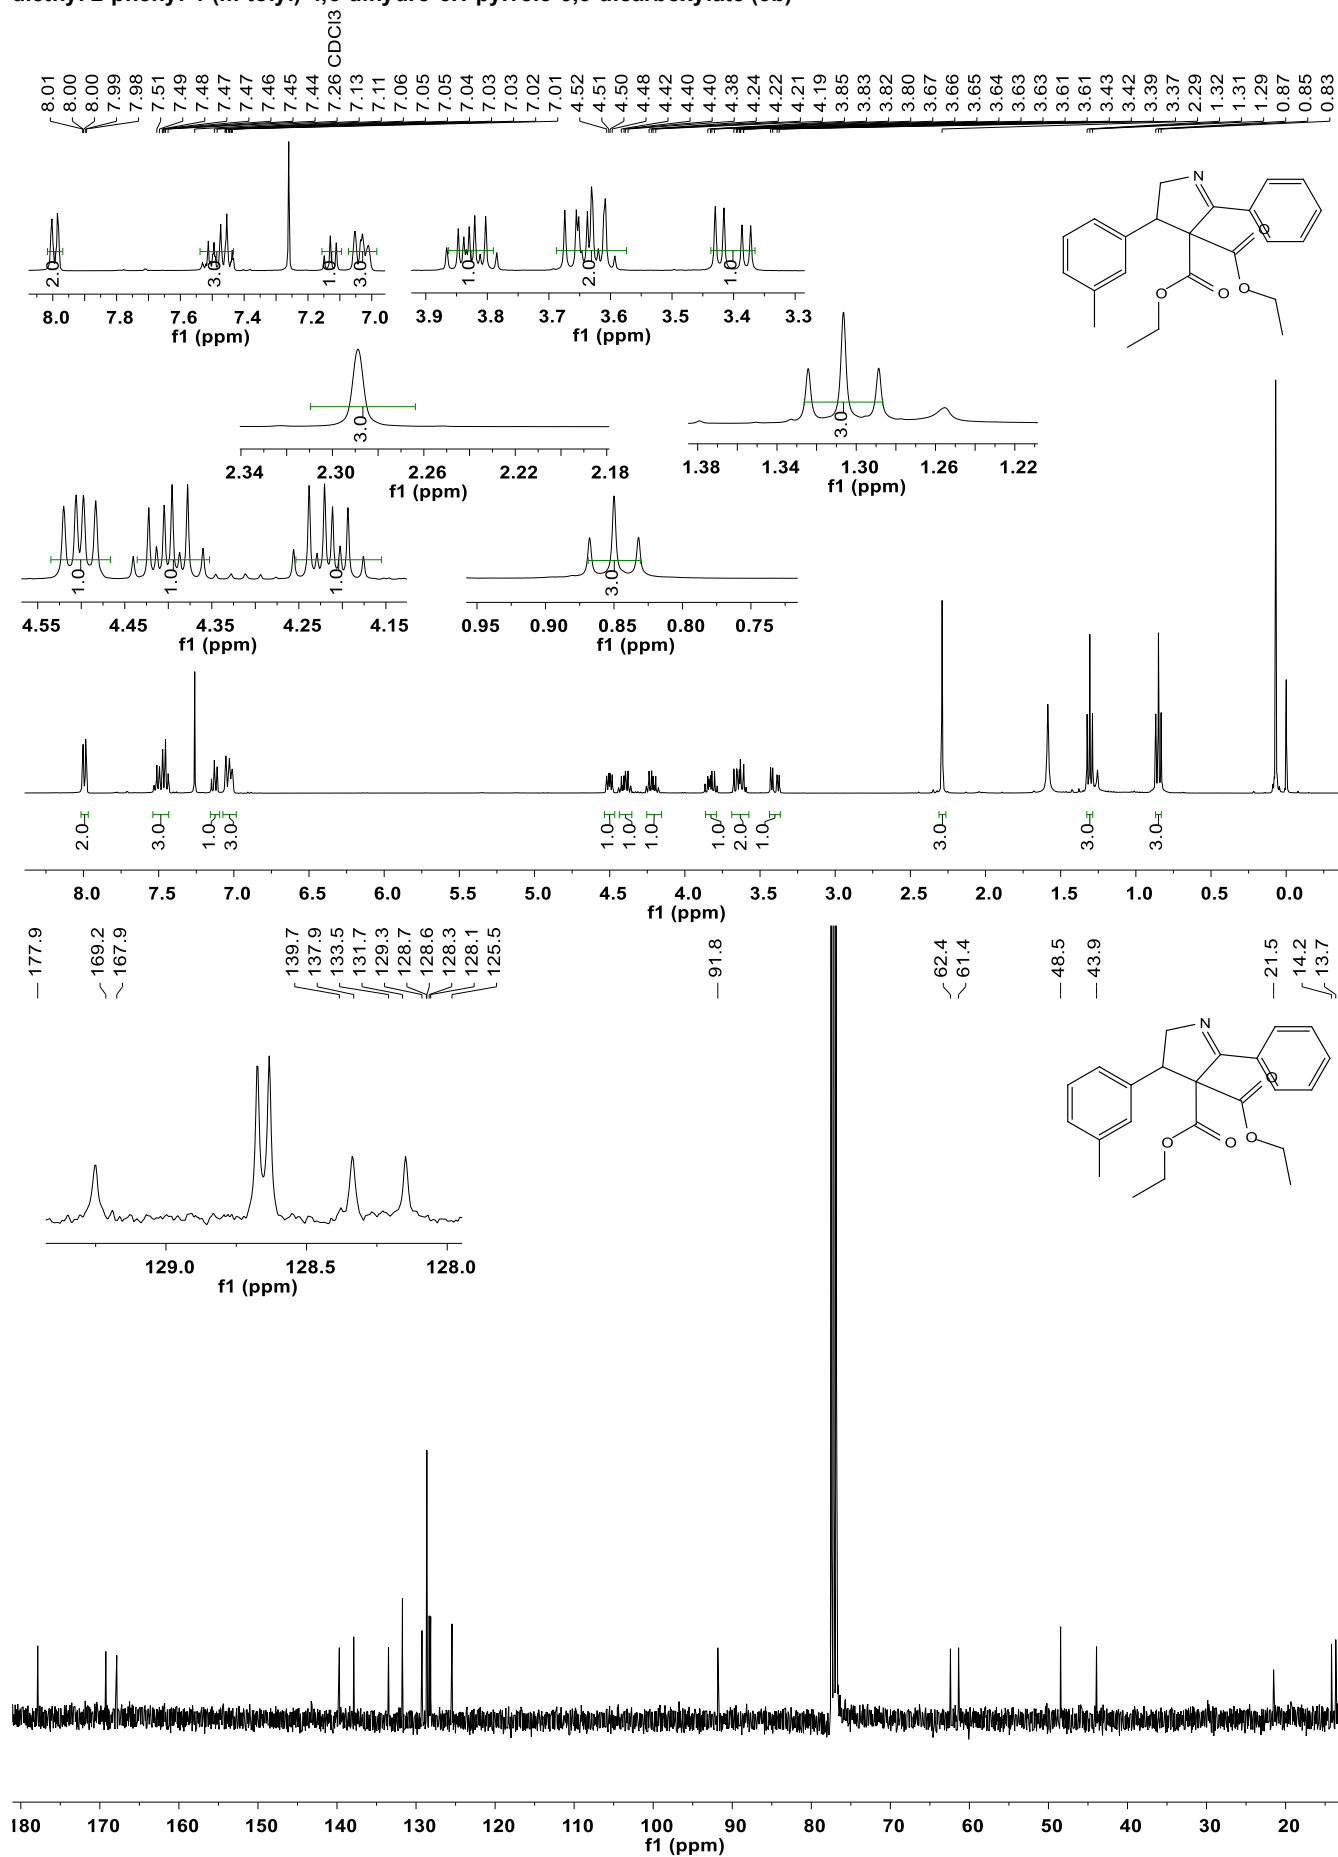 diethyl 2-phenyl-4-(m-tolyl)-4,5-dihydro-3H-pyrrole-3,3-dicarboxylate
8.01 8.00 8.00 7.99 7.98 7.51 7.49 7.48 7.47 7.47 7.46 7.45 7.44 7.26 CDCl3 7.13 7.11 7.06 7.05 7.05 7.04 7.03 7.03 7.02 7.01 4.52 4.51 4.50 4.48 4.42 4.40 4.40 4.38 4.24 4.22 4.21 4.19 3.85 3.83 3.82 3.80 3.67 3.66 3.65 3.64 3.63 3.63 3.61 3.61 3.43 3.42 3.39 3.37 2.29 1.32 1.31 1.29 0.87 0.85 0.83
N
O
O
O
O
2.0 3.0 1.0 3.0
8.0 7.8 7.6 7.4 7.2 7.0
f1 (ppm)
1.0 2.0 1.0
3.9 3.8 3.7 3.6 3.5 3.4 3.3
f1 (ppm)
3.0
2.34 2.30 2.26 2.22 2.18
f1 (ppm)
3.0
1.38 1.34 1.30 1.26 1.22
f1 (ppm)
1.0 1.0 1.0
4.55 4.45 4.35 4.25 4.15
f1 (ppm)
3.0
0.95 0.90 0.85 0.80 0.75
f1 (ppm)
2.0 3.0 1.0 3.0 1.0 1.0 1.0 1.0 2.0 1.0 3.0 3.0 3.0
8.0 7.5 7.0 6.5 6.0 5.5 5.0 4.5 4.0 3.5 3.0 2.5 2.0 1.5 1.0 0.5 0.0
f1 (ppm)
177.9 169.2 167.9 139.7 137.9 133.5 131.7 129.3 128.7 128.6 128.3 128.1 125.5 91.8 62.4 61.4 48.5 43.9 21.5 14.2 13.7
N
O
O
O
O
129.0 128.5 128.0
f1 (ppm)
180 170 160 150 140 130 120 110 100 90 80 70 60 50 40 30 20
f1 (ppm)